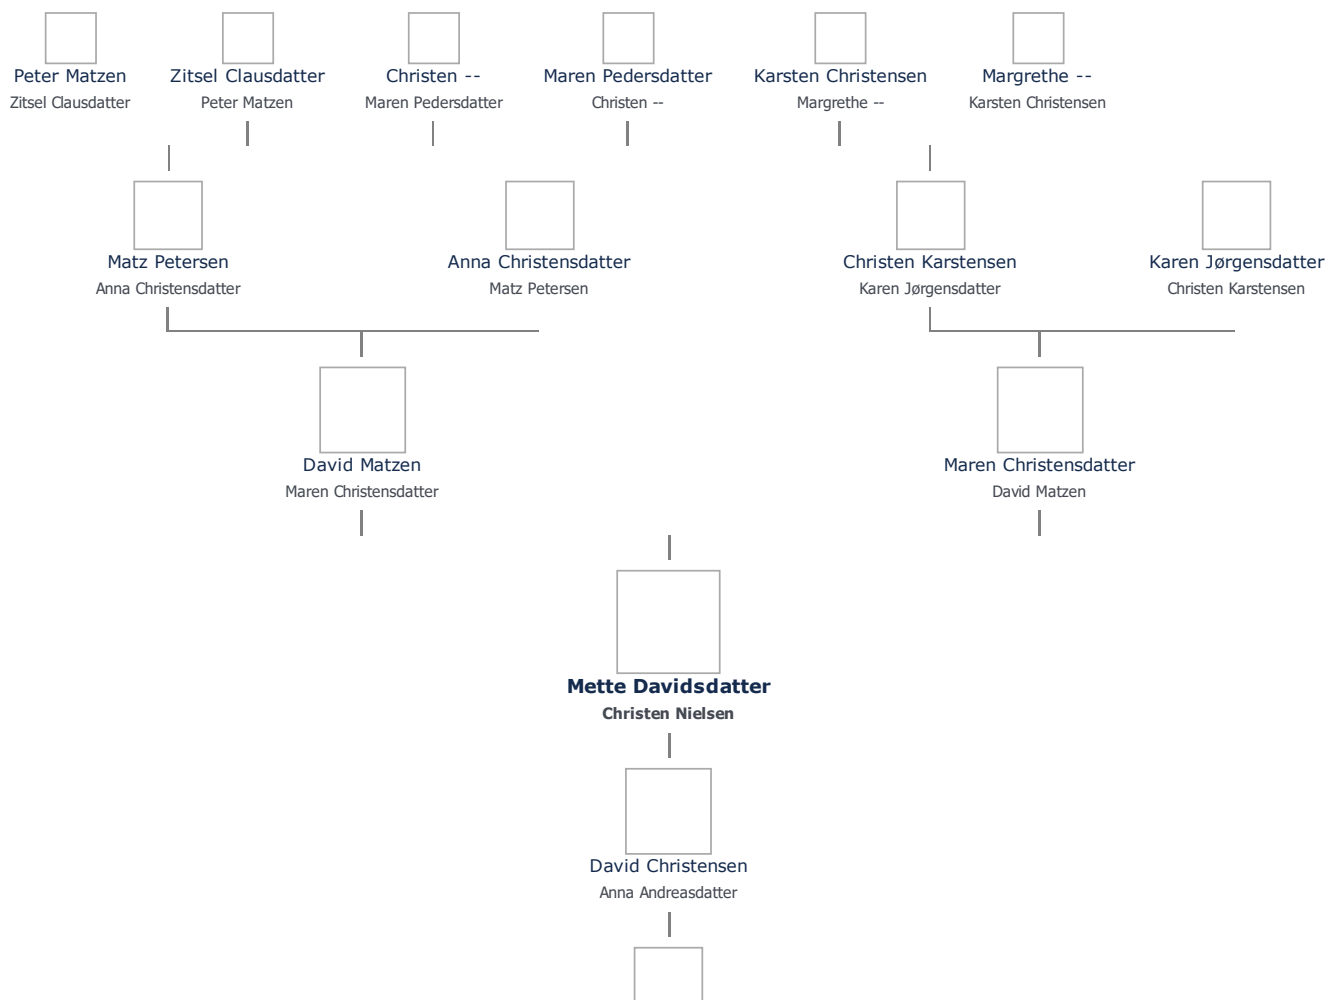 Peter Matzen
Zitsel Clausdatter
Zitsel Clausdatter
Peter Matzen
Christen --
Maren Pedersdatter
Maren Pedersdatter
Christen --
Karsten Christensen
Margrethe --
Margrethe --
Karsten Christensen
Matz Petersen
Anna Christensdatter
Anna Christensdatter
Matz Petersen
Christen Karstensen
Karen Jørgensdatter
Karen Jørgensdatter
Christen Karstensen
David Matzen
Maren Christensdatter
Maren Christensdatter
David Matzen
Mette Davidsdatter
Christen Nielsen
David Christensen
Anna Andreasdatter